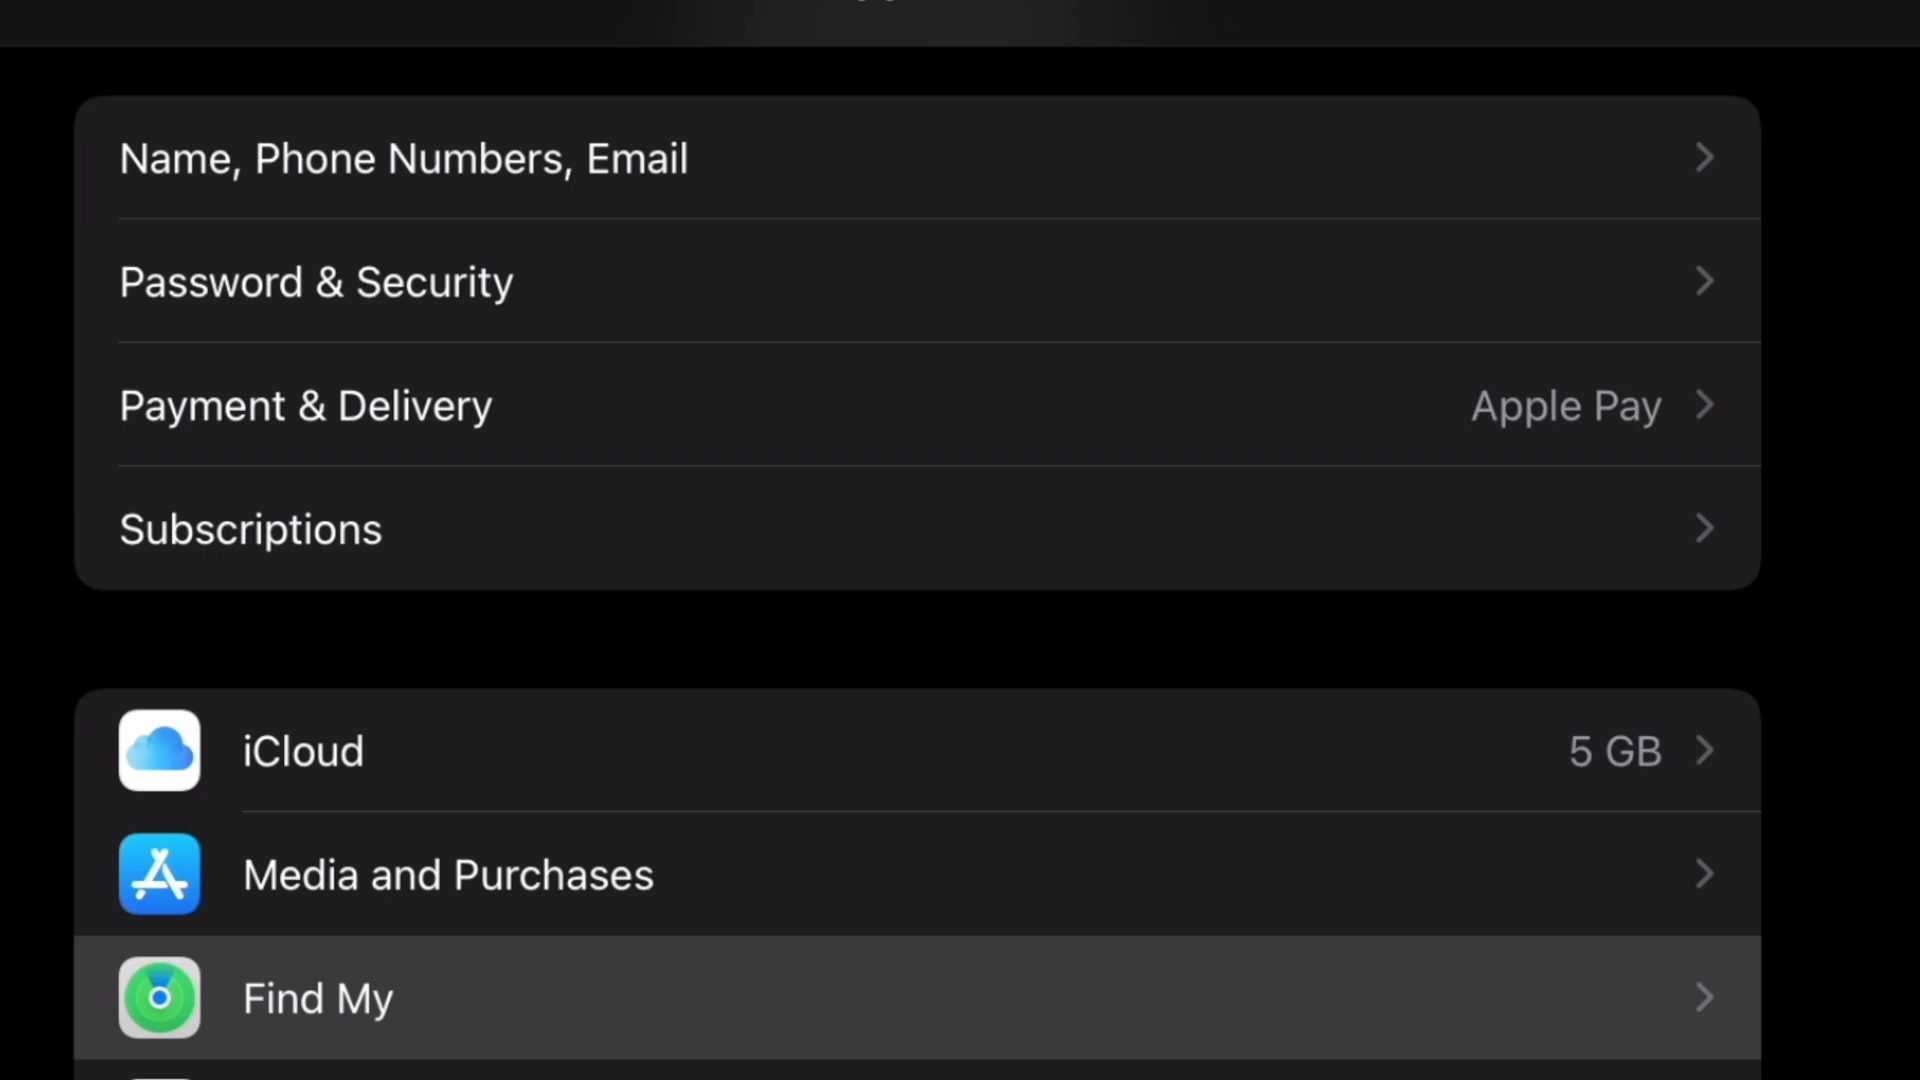 Name, Phone Numbers, Email
Password & Security
Payment & Delivery Apple Pay
Subscriptions
iCloud 5 GB
Media and Purchases
Find My